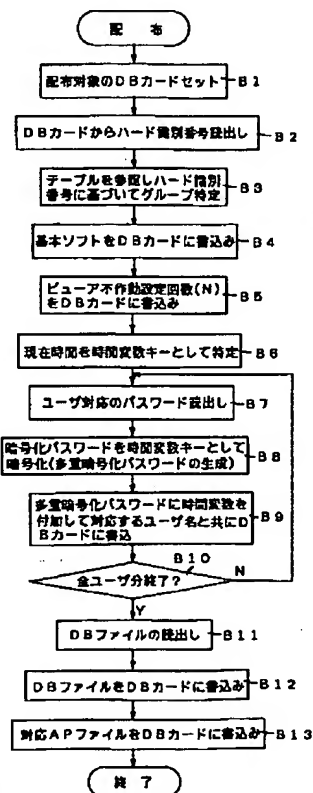 配 布
配布対象のDBカードセット
B1
DBカードからハード識別番号読出し
B2
テーブルを参照しハード識別
番号に基づいてグループ特定
B3
基本ソフトをDBカードに書込み
B4
ビューア不作動設定回数(N)
をDBカードに書込み
B5
現在時間を時間変数キーとして特定
B6
ユーザ対応のパスワード読出し
B7
暗号化パスワードを時間変数キーとして
暗号化(多重暗号化パスワードの生成)
B8
多重暗号化パスワードに時間変数を
付加して対応するユーザ名と共にD
Bカードに書込
B9
B10
全ユーザ分終了?
N
Y
DBファイルの読出し
B11
DBファイルをDBカードに書込み
B12
対応APファイルをDBカードに書込み
B13
終 了